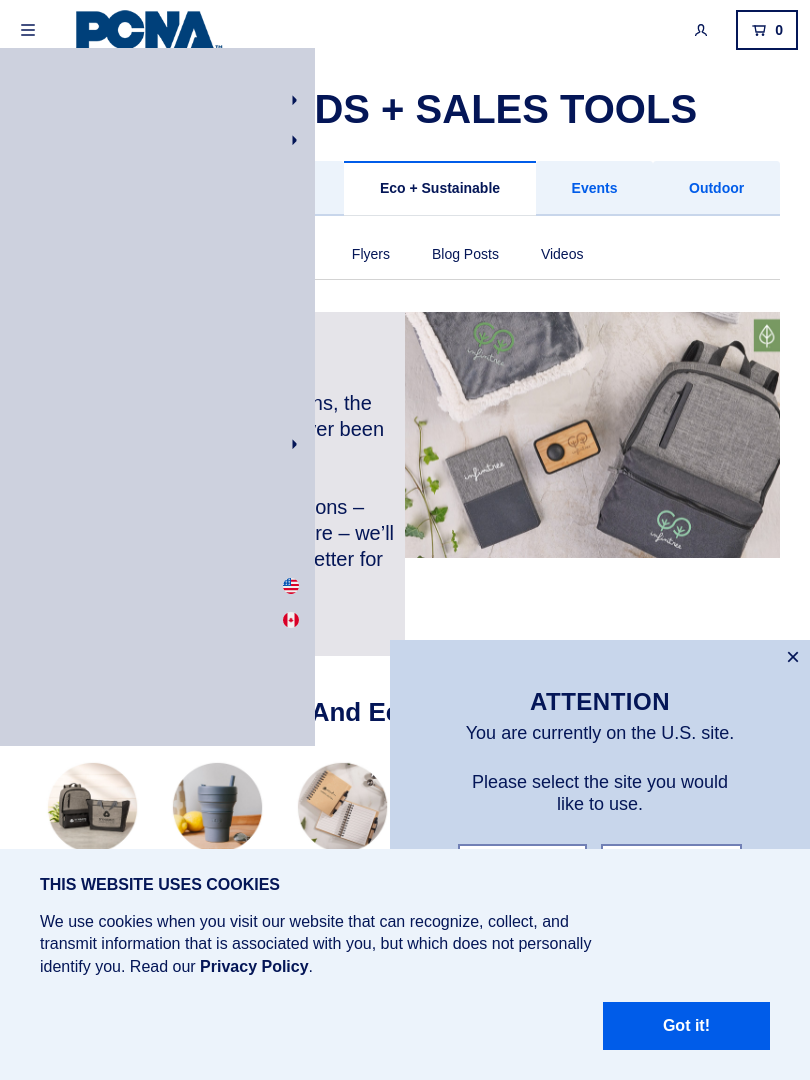 PCNA™
0
DS + SALES TOOLS
Eco + Sustainable
Events
Outdoor
Flyers
Blog Posts
Videos
ns, the
ver been
ons –
re – we’ll
etter for
infinitree
infinitree
infinitree
And Ec
ATTENTION
You are currently on the U.S. site.
Please select the site you would
like to use.
THIS WEBSITE USES COOKIES
We use cookies when you visit our website that can recognize, collect, and
transmit information that is associated with you, but which does not personally
identify you. Read our Privacy Policy.
Got it!